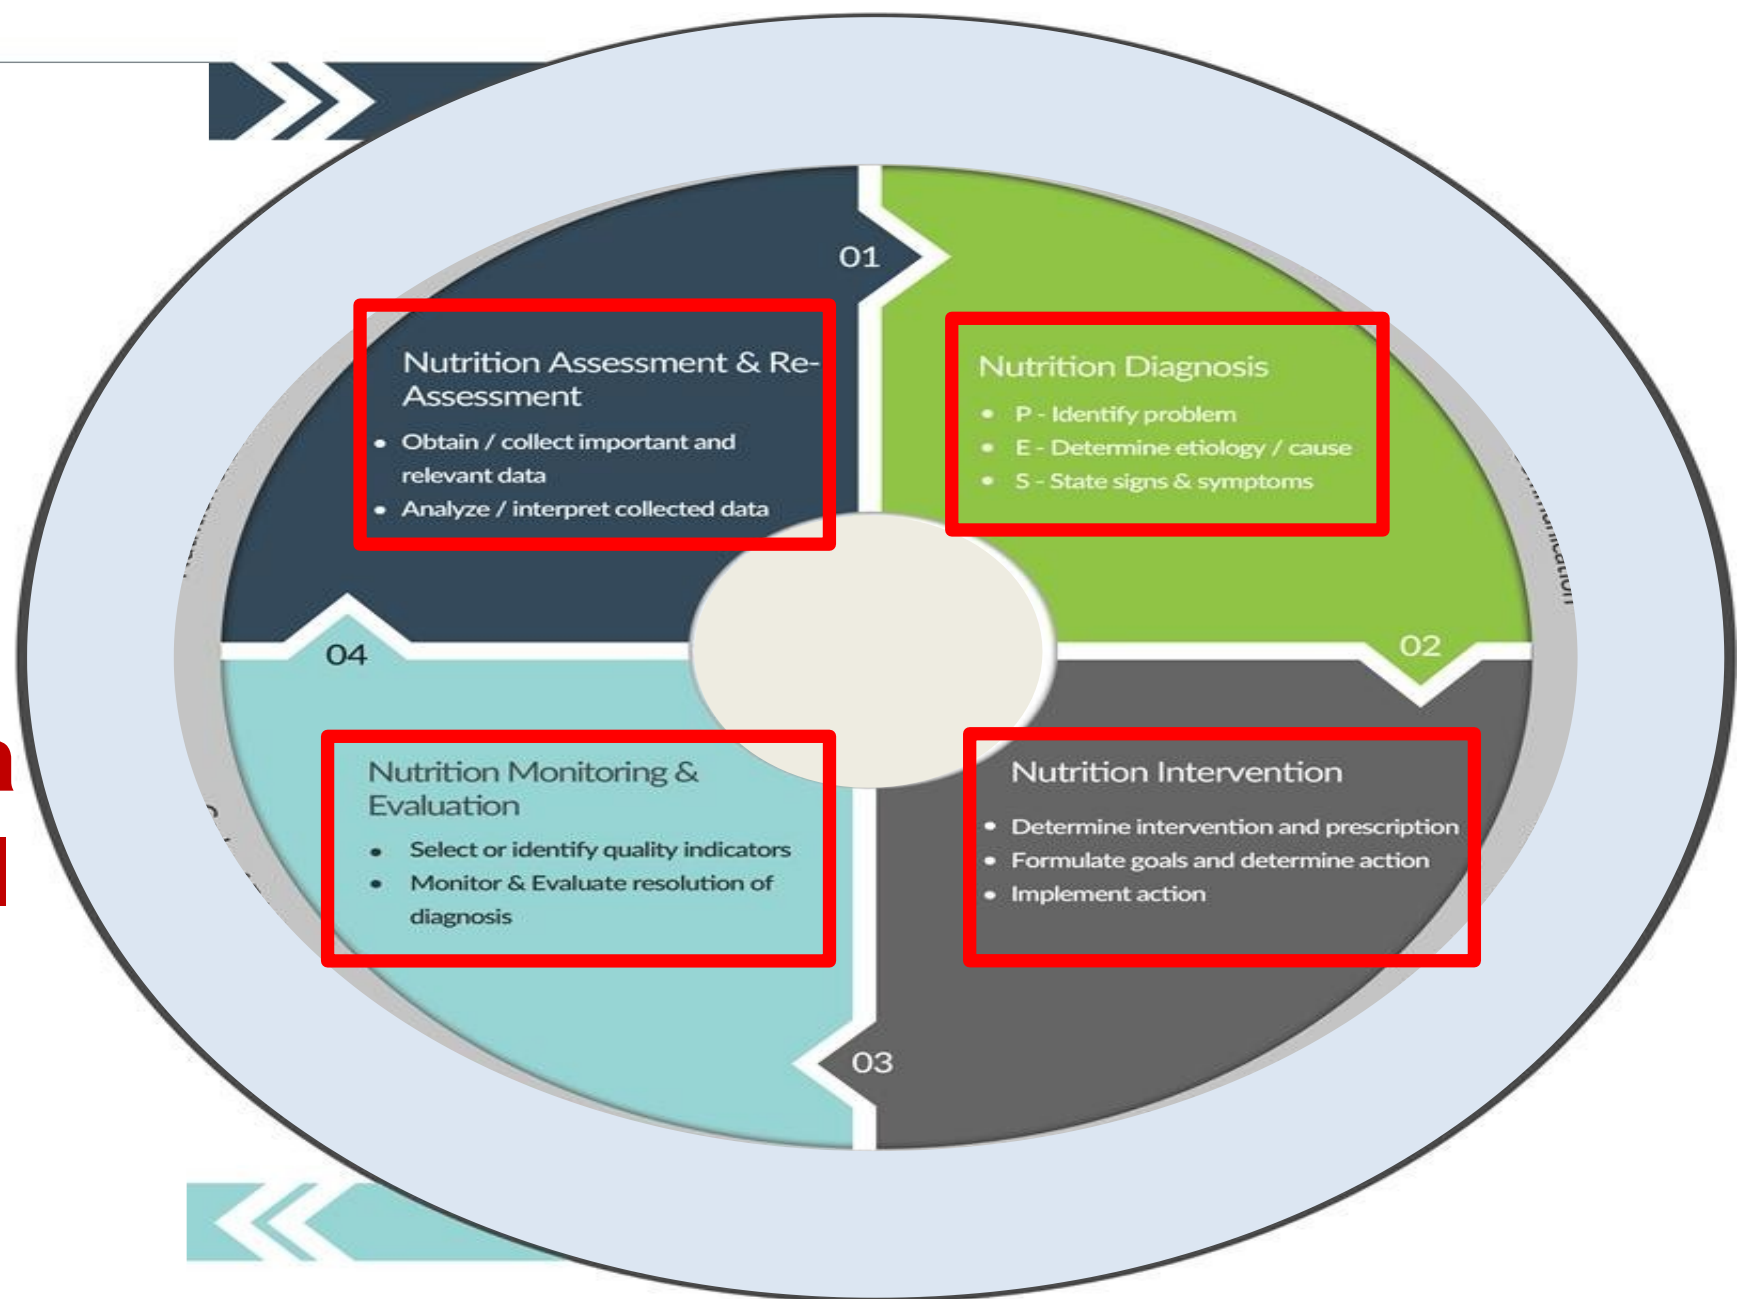 01
Nutrition Assessment & Re-
Assessment
• Obtain / collect important and
relevant data
• Analyze / interpret collected data
Nutrition Diagnosis
• P - Identify problem
• E - Determine etiology / cause
• S - State signs & symptoms
02
Nutrition Intervention
• Determine intervention and prescription
• Formulate goals and determine action
• Implement action
03
04
Nutrition Monitoring &
Evaluation
• Select or identify quality indicators
• Monitor & Evaluate resolution of
diagnosis